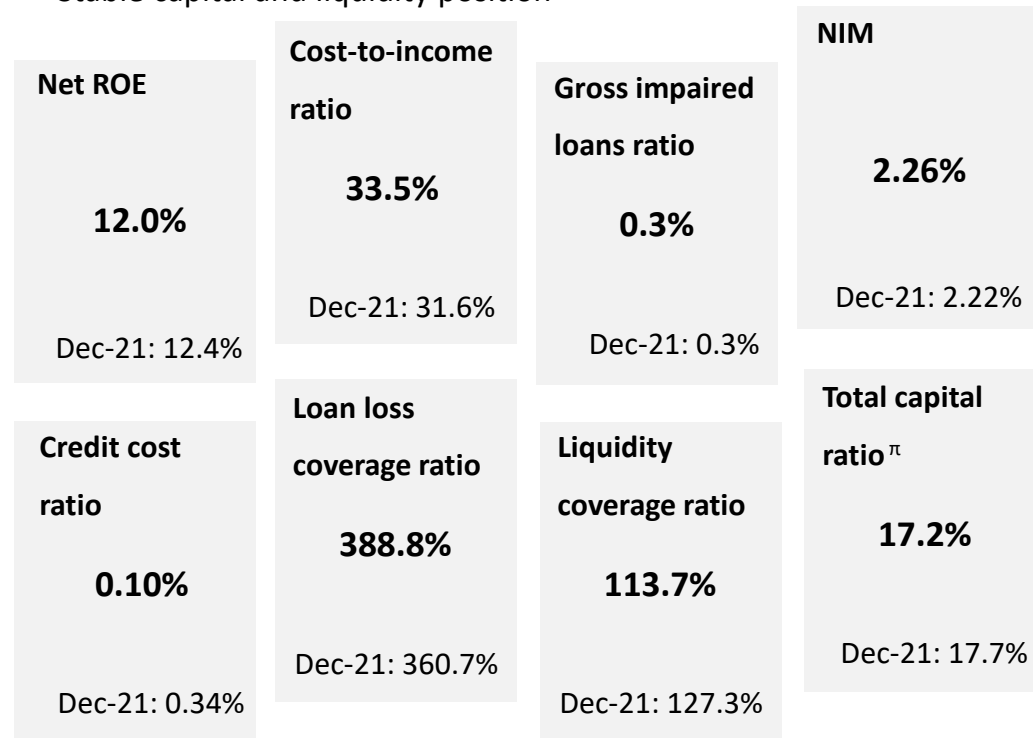 Stable capital and liquidity position
Net ROE
12.0%
Dec-21: 12.4%
Cost-to-income
ratio
33.5%
Dec-21: 31.6%
Gross impaired
loans ratio
0.3%
Dec-21: 0.3%
NIM
2.26%
Dec-21: 2.22%
Credit cost
ratio
0.10%
Dec-21: 0.34%
Loan loss
coverage ratio
388.8%
Dec-21: 360.7%
Liquidity
coverage ratio
113.7%
Dec-21: 127.3%
Total capital
ratio π
17.2%
Dec-21: 17.7%